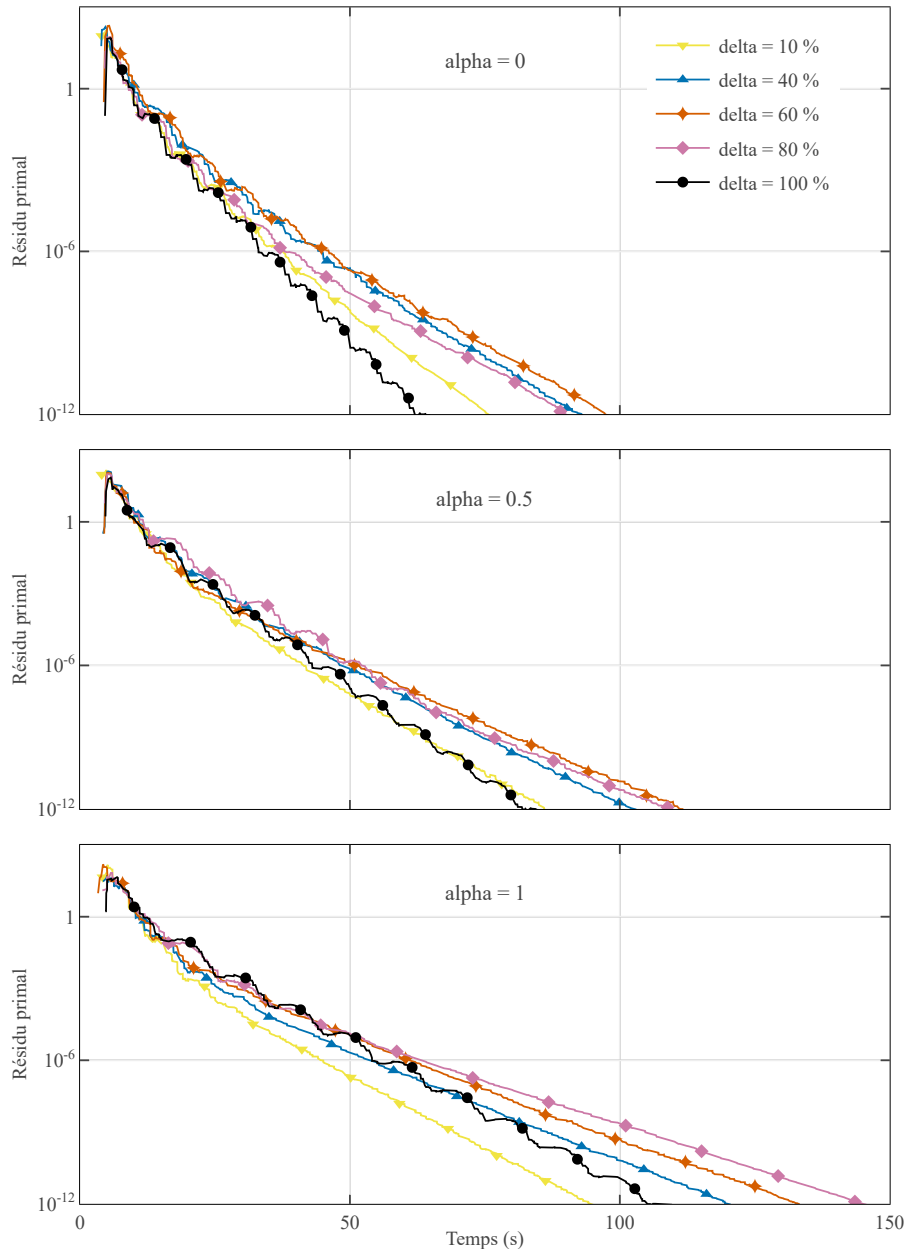 alpha = 0
delta = 10 %
delta = 40 %
delta = 60 %
delta = 80 %
delta = 100 %
Résidu primal
1
10-6
10-12
alpha = 0.5
Résidu primal
1
10-6
10-12
alpha = 1
Résidu primal
1
10-6
10-12
0 50 100 150
Temps (s)